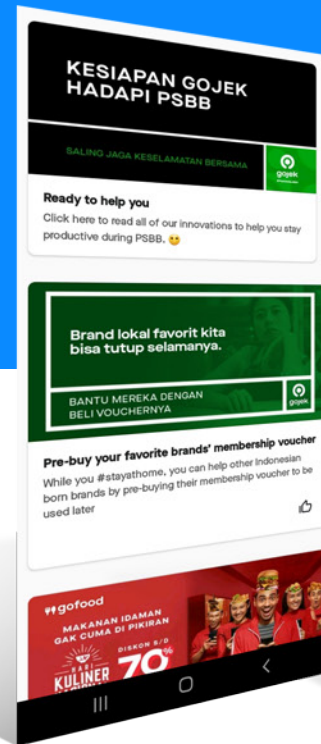 KESIAPAN GOJEK
HADAPI PSBB
SALING JAGA KESELAMATAN BERSAMA
gojek
Ready to help you
Click here to read all of our innovations to help you stay
productive during PSBB. 🙂
Brand lokal favorit kita
bisa tutup selamanya.
BANTU MEREKA DENGAN
BELI VOUCHERNYA
gojek
Pre-buy your favorite brands' membership voucher
While you #stayathome, you can help other Indonesian
born brands by pre-buying their membership voucher to be
used later
gofood
MAKANAN IDAMAN
GAK CUMA DI PIKIRAN
HARI
KULINER
DISKON S/D
70%